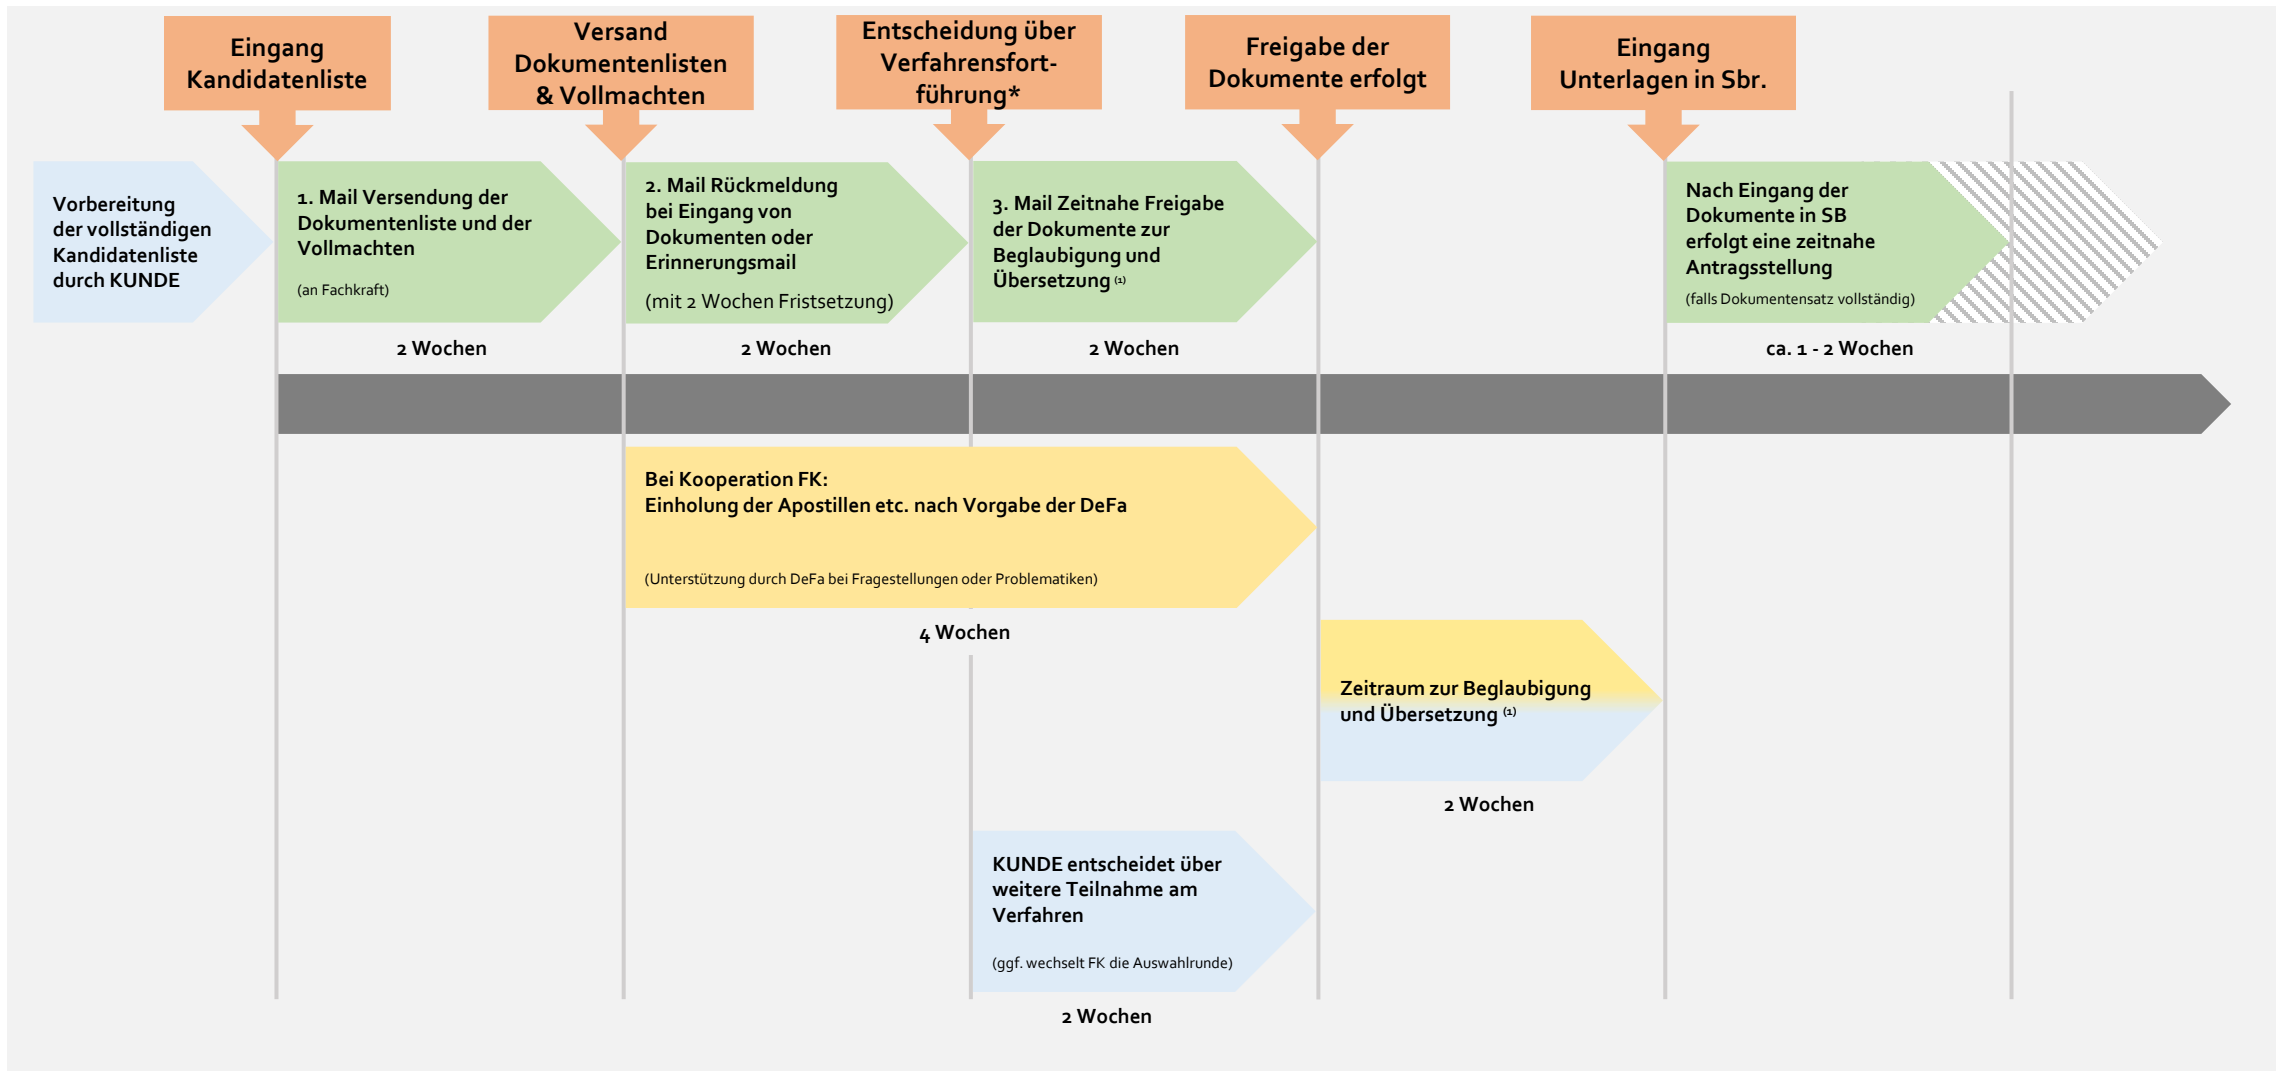 Eingang
Kandidatenliste
Versand
Dokumentenlisten
& Vollmachten
Entscheidung über
Verfahrensfort-
führung*
Freigabe der
Dokumente erfolgt
Eingang
Unterlagen in Sbr.
Vorbereitung
der vollständigen
Kandidatenliste
durch KUNDE
1. Mail Versendung der
Dokumentenliste und der
Vollmachten
(an Fachkraft)
2. Mail Rückmeldung
bei Eingang von
Dokumenten oder
Erinnerungsmail
(mit 2 Wochen Fristsetzung)
3. Mail Zeitnahe Freigabe
der Dokumente zur
Beglaubigung und
Übersetzung (1)
Nach Eingang der
Dokumente in SB
erfolgt eine zeitnahe
Antragsstellung
(falls Dokumentensatz vollständig)
2 Wochen
2 Wochen
2 Wochen
ca. 1 - 2 Wochen
Bei Kooperation FK:
Einholung der Apostillen etc. nach Vorgabe der DeFa
(Unterstützung durch DeFa bei Fragestellungen oder Problematiken)
4 Wochen
Zeitraum zur Beglaubigung
und Übersetzung (1)
2 Wochen
KUNDE entscheidet über
weitere Teilnahme am
Verfahren
(ggf. wechselt FK die Auswahlrunde)
2 Wochen